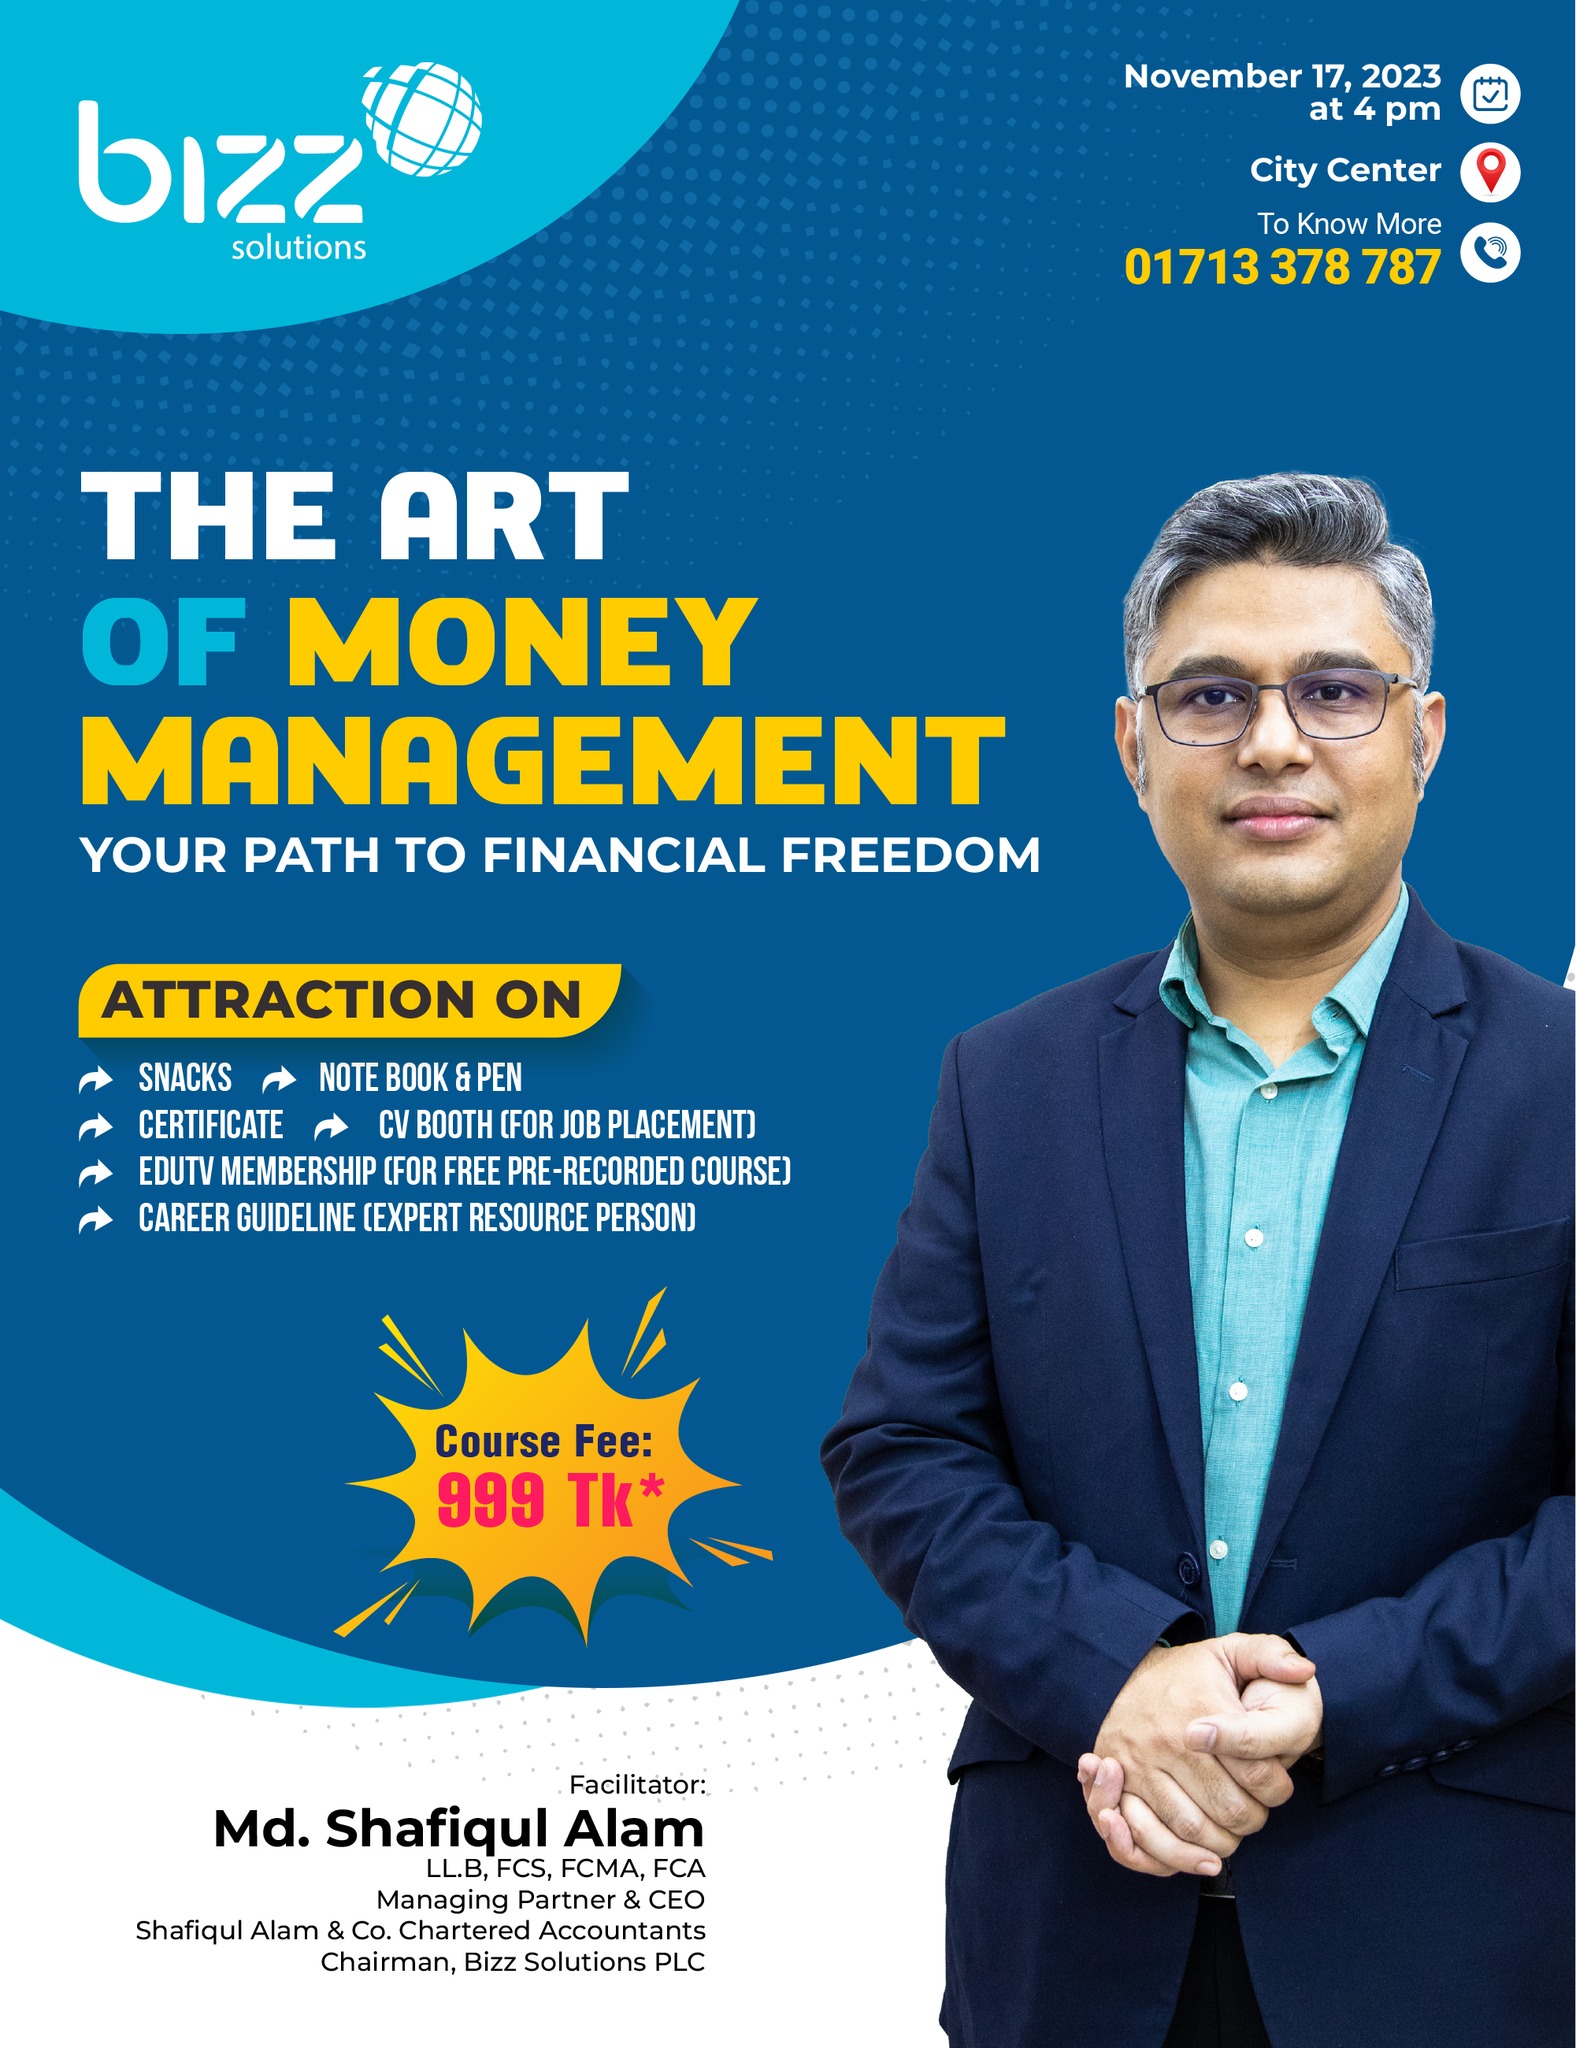 bizz
solutions
November 17, 2023
at 4 pm
City Center
To Know More
01713 378 787
THE ART
OF MONEY
MANAGEMENT
YOUR PATH TO FINANCIAL FREEDOM
ATTRACTION ON
SNACKS NOTE BOOK & PEN
CERTIFICATE CV BOOTH (FOR JOB PLACEMENT)
EDUTV MEMBERSHIP (FOR FREE PRE-RECORDED COURSE)
CAREER GUIDELINE (EXPERT RESOURCE PERSON)
Course Fee:
999 Tk*
Facilitator:
Md. Shafiqul Alam
LL.B, FCS, FCMA, FCA
Managing Partner & CEO
Shafiqul Alam & Co. Chartered Accountants
Chairman, Bizz Solutions PLC